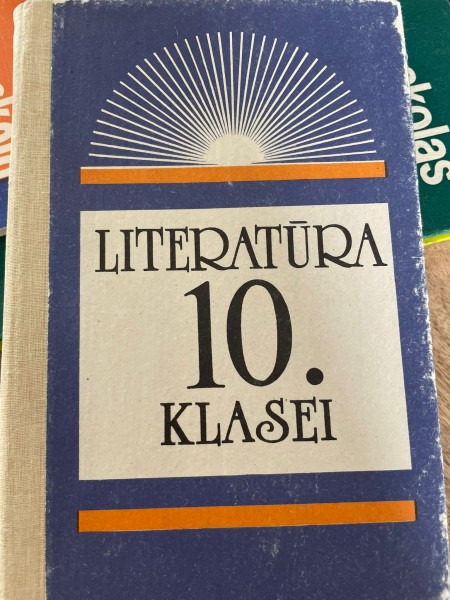 LITERATŪRA
10.
KLASEI
skolas